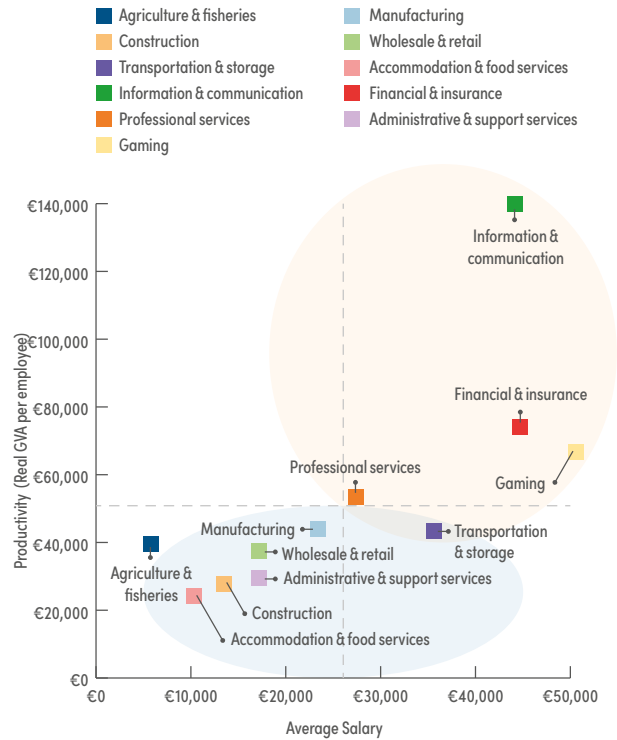 Agriculture & fisheries
Manufacturing
Construction
Wholesale & retail
Transportation & storage
Accommodation & food services
Information & communication
Financial & insurance
Professional services
Administrative & support services
Gaming
Productivity (Real GVA per employee)
€140,000
€120,000
€100,000
€80,000
€60,000
€40,000
€20,000
€0
Information &
communication
Financial & insurance
Gaming
Professional services
Manufacturing
Transportation
& storage
Wholesale & retail
Agriculture &
fisheries
Administrative & support services
Construction
Accommodation & food services
€0
€10,000
€20,000
€30,000
€40,000
€50,000
Average Salary